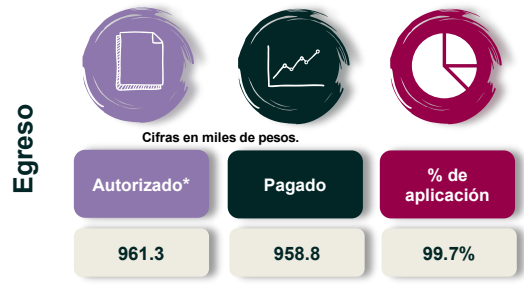 Egreso
Cifras en miles de pesos.
Autorizado*
Pagado
% de
aplicación
961.3
958.8
99.7%